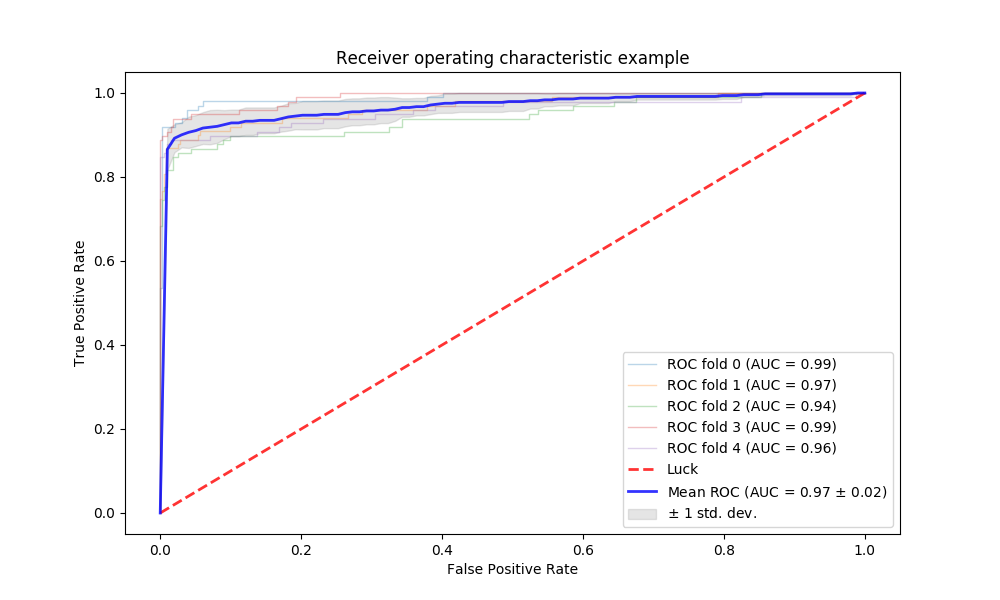 Receiver operating characteristic example
True Positive Rate
1.0
0.8
0.6
0.4
0.2
0.0
0.0 0.2 0.4 0.6 0.8 1.0
False Positive Rate
ROC fold 0 (AUC = 0.99)
ROC fold 1 (AUC = 0.97)
ROC fold 2 (AUC = 0.94)
ROC fold 3 (AUC = 0.99)
ROC fold 4 (AUC = 0.96)
Luck
Mean ROC (AUC = 0.97 ± 0.02)
± 1 std. dev.